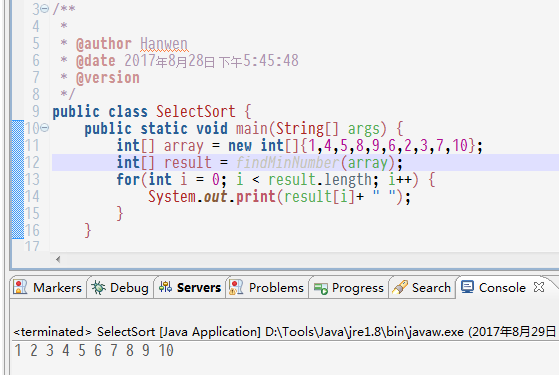 3 /**
4  *
5  * @author Hanwen
6  * @date 2017年8月28日 下午5:45:48
7  * @version
8  */
9 public class SelectSort {
10     public static void main(String[] args) {
11         int[] array = new int[]{1,4,5,8,9,6,2,3,7,10};
12         int[] result = findMinNumber(array);
13         for(int i = 0; i < result.length; i++) {
14             System.out.print(result[i]+ " ");
15         }
16     }
17
Markers Debug Servers Problems Progress Search Console
<terminated> SelectSort [Java Application] D:\Tools\Java\jre1.8\bin\javaw.exe (2017年8月29日
1 2 3 4 5 6 7 8 9 10